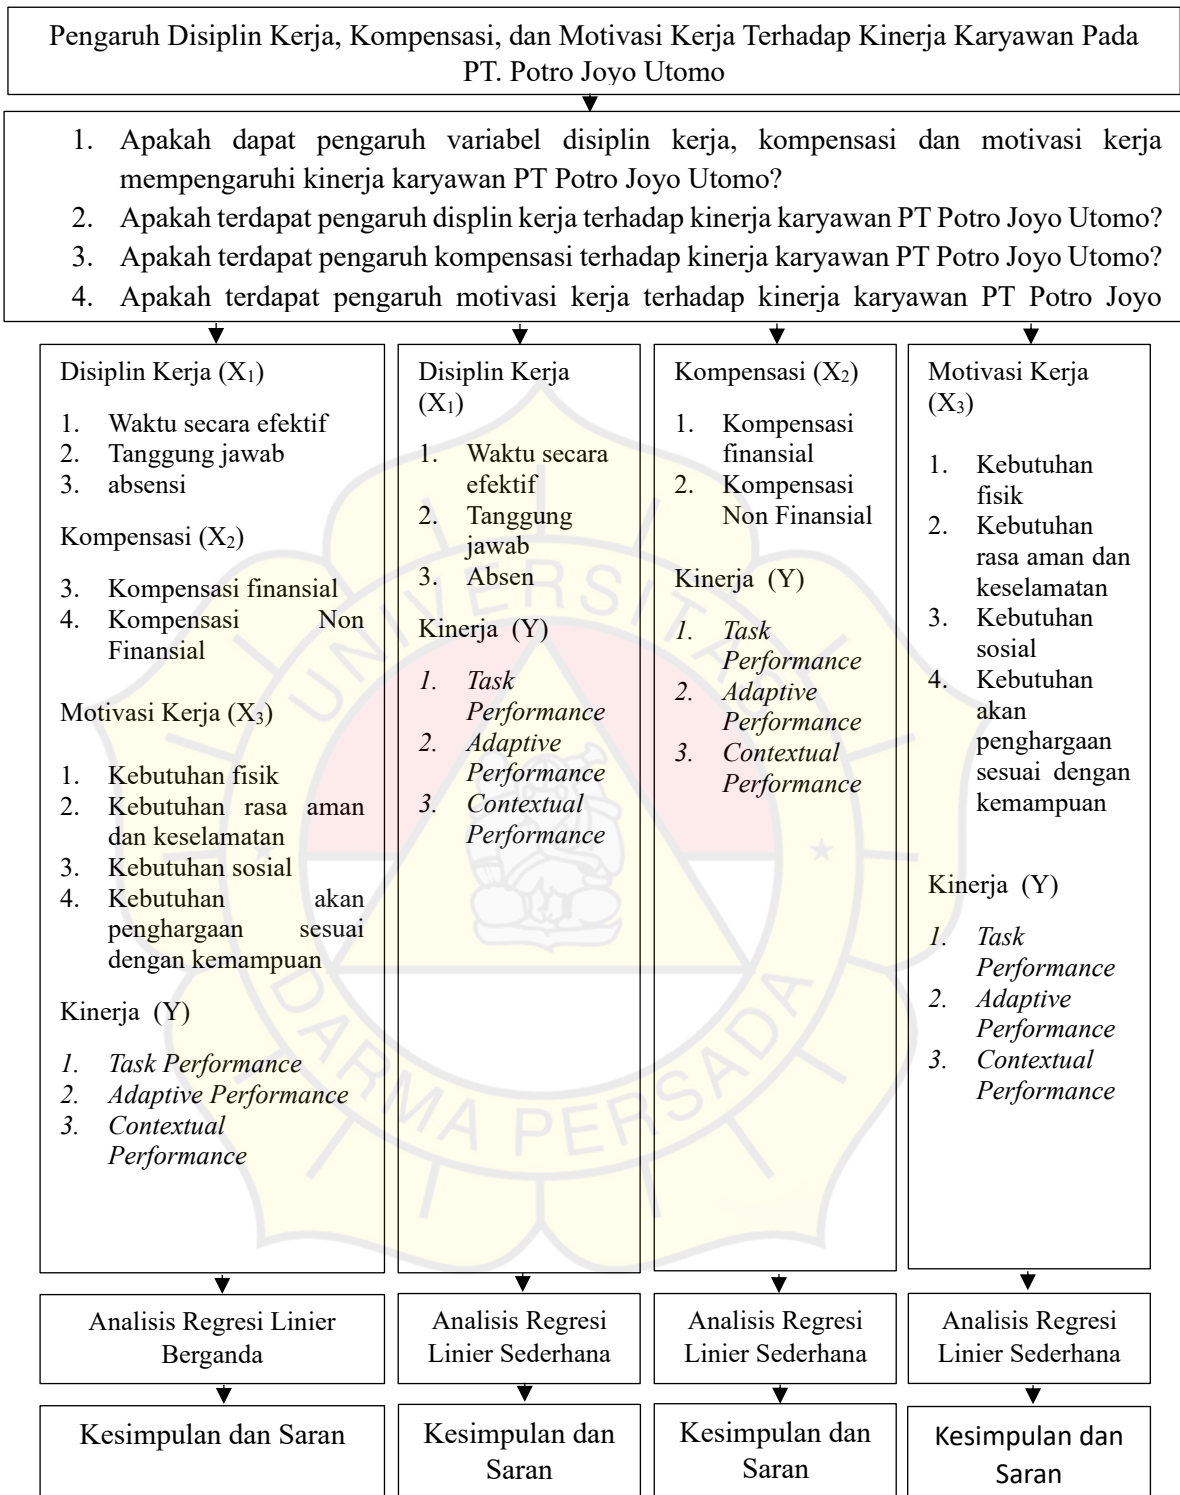 Pengaruh Disiplin Kerja, Kompensasi, dan Motivasi Kerja Terhadap Kinerja Karyawan Pada
PT. Potro Joyo Utomo
1. Apakah dapat pengaruh variabel disiplin kerja, kompensasi dan motivasi kerja
mempengaruhi kinerja karyawan PT Potro Joyo Utomo?
2. Apakah terdapat pengaruh displin kerja terhadap kinerja karyawan PT Potro Joyo Utomo?
3. Apakah terdapat pengaruh kompensasi terhadap kinerja karyawan PT Potro Joyo Utomo?
4. Apakah terdapat pengaruh motivasi kerja terhadap kinerja karyawan PT Potro Joyo
Disiplin Kerja (X₁)
1. Waktu secara efektif
2. Tanggung jawab
3. absensi
Kompensasi (X₂)
3. Kompensasi finansial
4. Kompensasi Non
Finansial
Motivasi Kerja (X₃)
1. Kebutuhan fisik
2. Kebutuhan rasa aman
dan keselamatan
3. Kebutuhan sosial
4. Kebutuhan akan
penghargaan sesuai
dengan kemampuan
Kinerja (Y)
1. Task Performance
2. Adaptive Performance
3. Contextual
Performance
Disiplin Kerja
(X₁)
1. Waktu secara
efektif
2. Tanggung
jawab
3. Absen
Kinerja (Y)
1. Task
Performance
2. Adaptive
Performance
3. Contextual
Performance
Kompensasi (X₂)
1. Kompensasi
finansial
2. Kompensasi
Non Finansial
Kinerja (Y)
1. Task
Performance
2. Adaptive
Performance
3. Contextual
Performance
Motivasi Kerja
(X₃)
1. Kebutuhan
fisik
2. Kebutuhan
rasa aman dan
keselamatan
3. Kebutuhan
sosial
4. Kebutuhan
akan
penghargaan
sesuai dengan
kemampuan
Kinerja (Y)
1. Task
Performance
2. Adaptive
Performance
3. Contextual
Performance
Analisis Regresi Linier
Berganda
Analisis Regresi
Linier Sederhana
Analisis Regresi
Linier Sederhana
Analisis Regresi
Linier Sederhana
Kesimpulan dan Saran
Kesimpulan dan
Saran
Kesimpulan dan
Saran
Kesimpulan dan
Saran
UNIVERSITAS
DARMA PERSADA